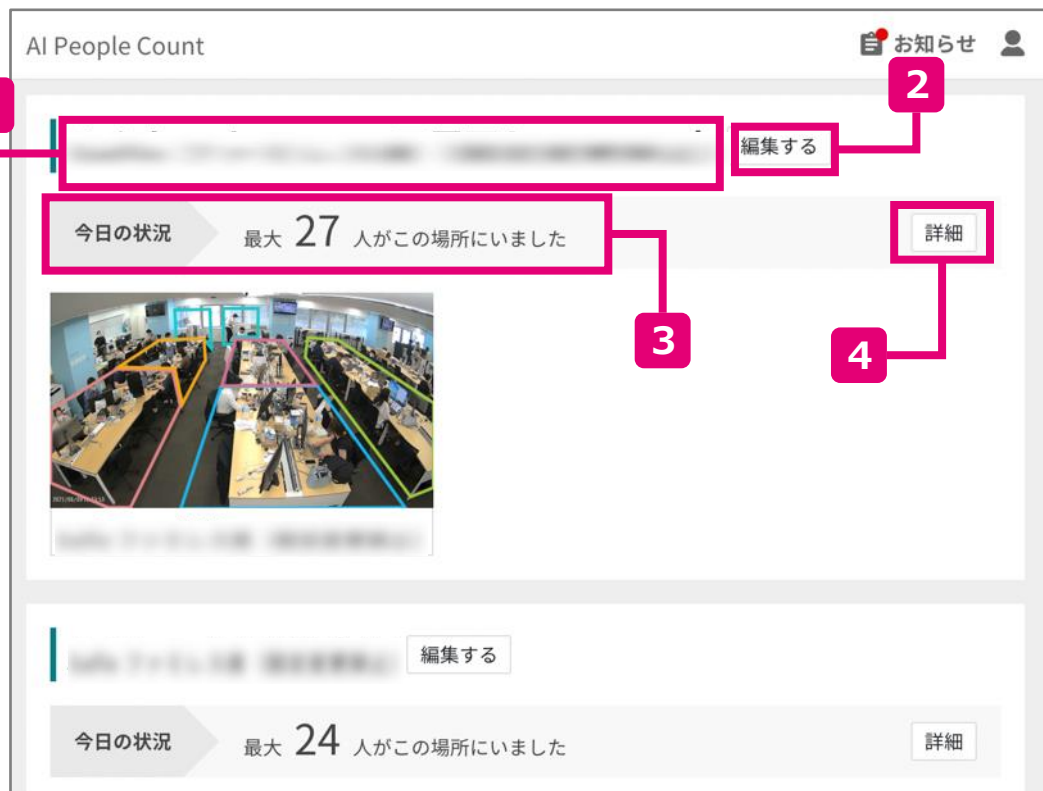 AI People Count
お知らせ
2
編集する
今日の状況
最大 27 人がこの場所にいました
詳細
3
4
編集する
今日の状況
最大 24 人がこの場所にいました
詳細